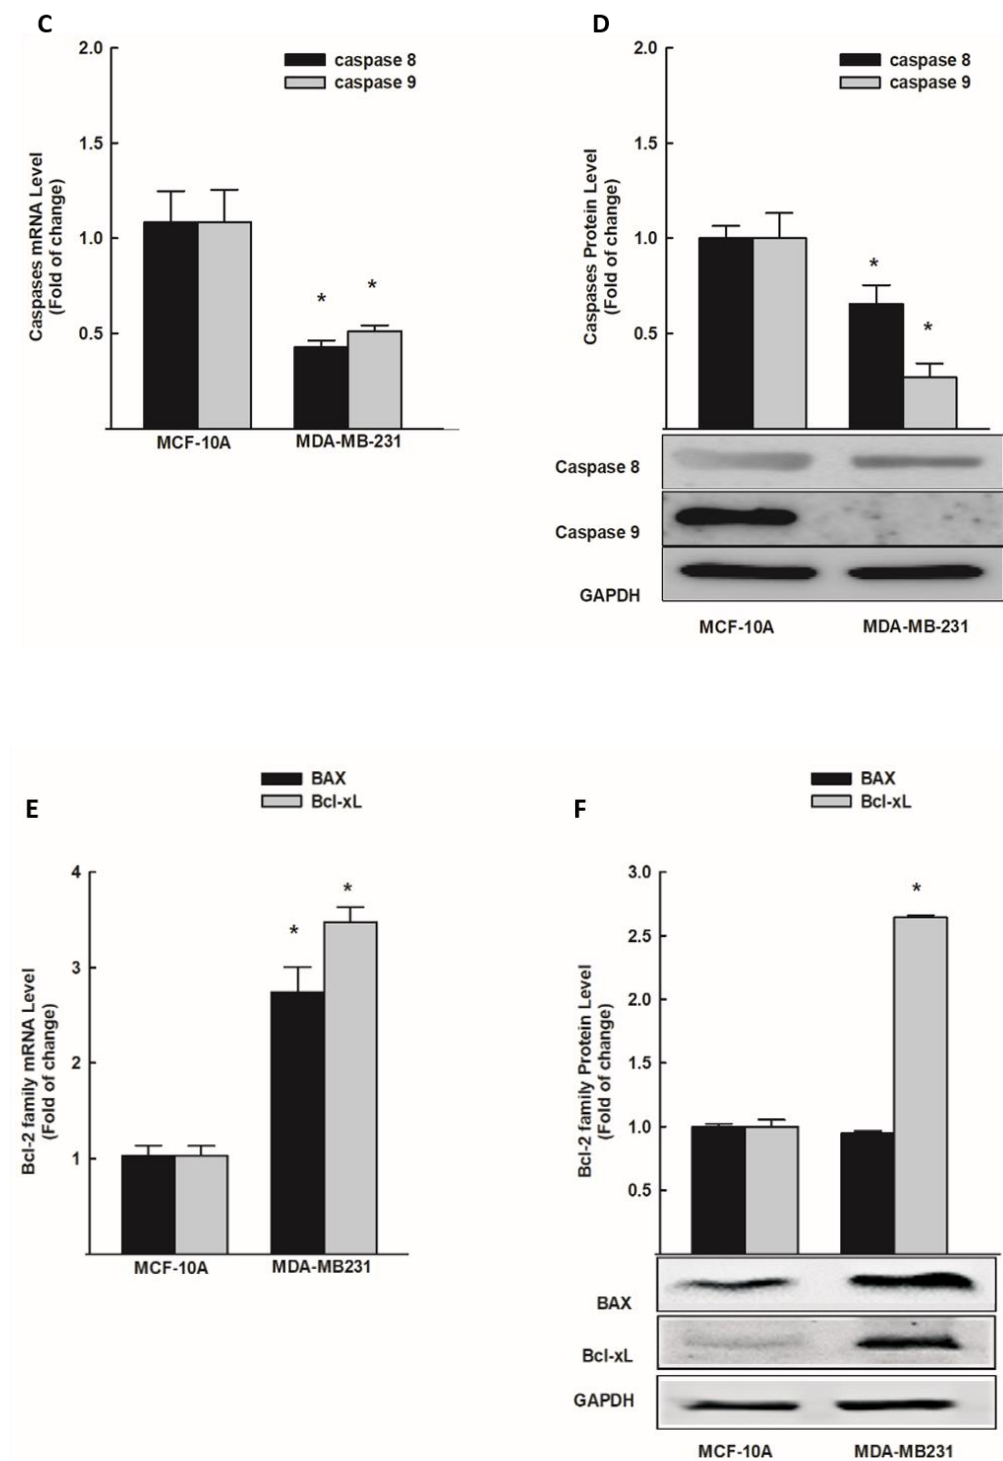 C
2.0
1.5
1.0
0.5
Caspases mRNA Level
(Fold of change)
caspase 8
caspase 9
*
*
MCF-10A
MDA-MB-231
D
2.0
1.5
1.0
0.5
Caspases Protein Level
(Fold of change)
caspase 8
caspase 9
*
*
Caspase 8
Caspase 9
GAPDH
MCF-10A
MDA-MB-231
E
BAX
Bcl-xL
4
3
2
1
Bcl-2 family mRNA Level
(Fold of change)
*
*
MCF-10A
MDA-MB231
F
BAX
Bcl-xL
3.0
2.5
2.0
1.5
1.0
0.5
Bcl-2 family Protein Level
(Fold of change)
*
BAX
Bcl-xL
GAPDH
MCF-10A
MDA-MB231